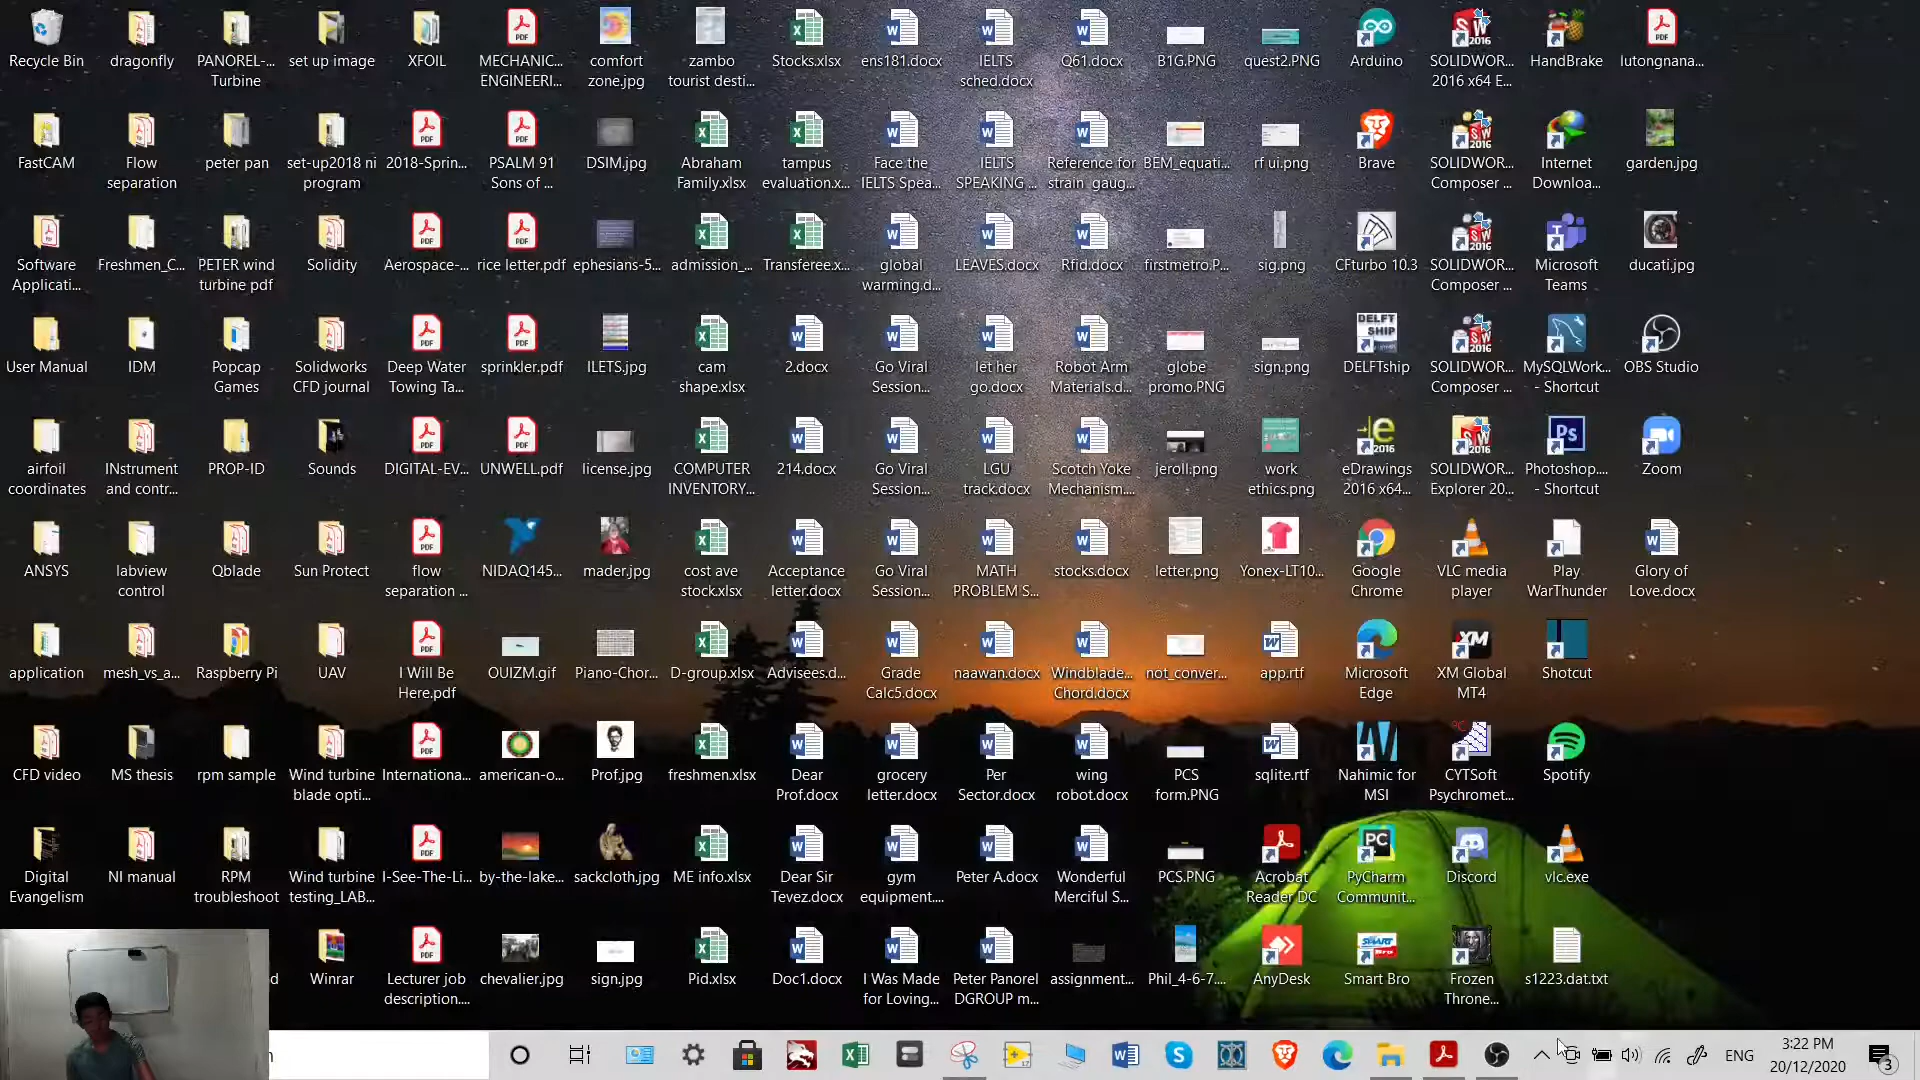 Recycle Bin
dragonfly
PANOREL-...
Turbine
set up image
XFOIL
MECHANIC...
ENGINEERI...
comfort
zone.jpg
zambo
tourist desti...
Stocks.xlsx
ens181.docx
IELTS
sched.docx
Q61.docx
B1G.PNG
quest2.PNG
Arduino
SOLIDWOR...
2016 x64 E...
HandBrake
lutongnana...
FastCAM
Flow
separation
peter pan
set-up2018 ni
program
2018-Sprin...
PSALM 91
Sons of ...
DSIM.jpg
Abraham
Family.xlsx
tampus
evaluation.x...
Face the
IELTS Spea...
IELTS
SPEAKING ...
Reference for
strain_gaug...
BEM_equati...
rf ui.png
Brave
SOLIDWOR...
Composer ...
Internet
Downloa...
garden.jpg
Software
Applicati...
Freshmen_C...
PETER wind
turbine pdf
Solidity
Aerospace-...
rice letter.pdf
ephesians-5...
admission_...
Transferee.x...
global
warming.d...
LEAVES.docx
Rfid.docx
firstmetro.P...
sig.png
CFturbo 10.3
SOLIDWOR...
Composer ...
Microsoft
Teams
ducati.jpg
User Manual
IDM
Popcap
Games
Solidworks
CFD journal
Deep Water
Towing Ta...
sprinkler.pdf
ILETS.jpg
cam
shape.xlsx
2.docx
Go Viral
Session...
let her
go.docx
Robot Arm
Materials.d...
globe
promo.PNG
sign.png
DELFTship
SOLIDWOR...
Composer ...
MySQLWork...
- Shortcut
OBS Studio
airfoil
coordinates
INstrument
and contr...
PROP-ID
Sounds
DIGITAL-EV...
UNWELL.pdf
license.jpg
COMPUTER
INVENTORY...
214.docx
Go Viral
Session...
LGU
track.docx
Scotch Yoke
Mechanism....
jeroll.png
work
ethics.png
eDrawings
2016 x64...
SOLIDWOR...
Explorer 20...
Photoshop....
- Shortcut
Zoom
ANSYS
labview
control
Qblade
Sun Protect
flow
separation ...
NIDAQ145...
mader.jpg
cost ave
stock.xlsx
Acceptance
letter.docx
Go Viral
Session...
MATH
PROBLEM S...
stocks.docx
letter.png
Yonex-LT10...
Google
Chrome
VLC media
player
Play
WarThunder
Glory of
Love.docx
application
mesh_vs_a...
Raspberry Pi
UAV
I Will Be
Here.pdf
OUIZM.gif
Piano-Chor...
D-group.xlsx
Advisees.d...
Grade
Calc5.docx
naawan.docx
Windblade...
Chord.docx
not_conver...
app.rtf
Microsoft
Edge
XM Global
MT4
Shotcut
CFD video
MS thesis
rpm sample
Wind turbine
blade opti...
Internationa...
american-o...
Prof.jpg
freshmen.xlsx
Dear
Prof.docx
grocery
letter.docx
Per
Sector.docx
wing
robot.docx
PCS
form.PNG
sqlite.rtf
Nahimic for
MSI
CYTSoft
Psychromet...
Spotify
Digital
Evangelism
NI manual
RPM
troubleshoot
Wind turbine
testing_LAB...
I-See-The-Li...
by-the-lake...
sackcloth.jpg
ME info.xlsx
Dear Sir
Tevez.docx
gym
equipment....
Peter A.docx
Wonderful
Merciful S...
PCS.PNG
Acrobat
Reader DC
PyCharm
Communit...
Discord
vlc.exe
d
Winrar
Lecturer job
description....
chevalier.jpg
sign.jpg
Pid.xlsx
Doc1.docx
I Was Made
for Loving...
Peter Panorel
DGROUP m...
assignment...
Phil_4-6-7....
AnyDesk
Smart Bro
Frozen
Throne...
s1223.dat.txt
ENG
3:22 PM
20/12/2020
3